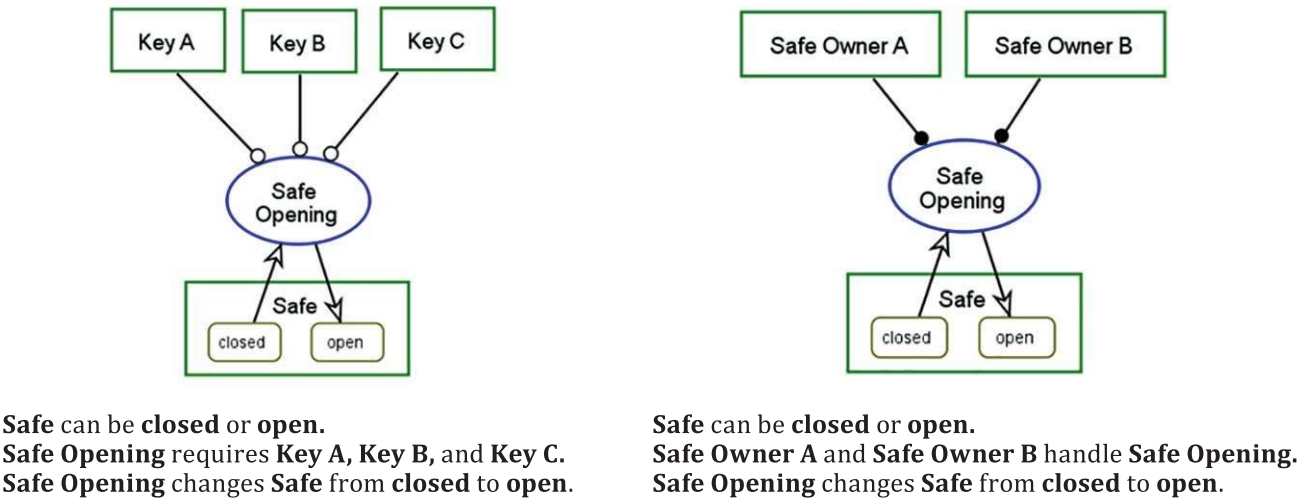 Key A
Key B
Key C
Safe
Opening
Safe
closed
open
Safe can be closed or open.
Safe Opening requires Key A, Key B, and Key C.
Safe Opening changes Safe from closed to open.
Safe Owner A
Safe Owner B
Safe
Opening
Safe
closed
open
Safe can be closed or open.
Safe Owner A and Safe Owner B handle Safe Opening.
Safe Opening changes Safe from closed to open.